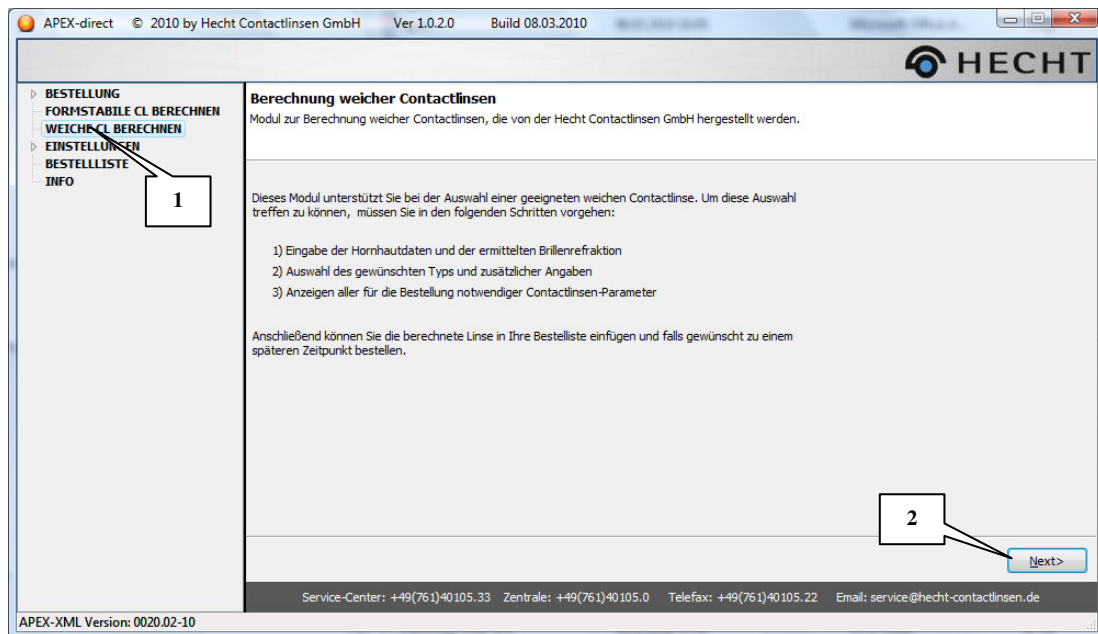 APEX-direct © 2010 by Hecht Contactlinsen GmbH Ver 1.0.2.0 Build 08.03.2010
HECHT
BESTELLUNG
FORMSTABILE CL BERECHNEN
WEICHE CL BERECHNEN
EINSTELLUNGEN
BESTELLLISTE
INFO
1
Berechnung weicher Contactlinsen
Modul zur Berechnung weicher Contactlinsen, die von der Hecht Contactlinsen GmbH hergestellt werden.
Dieses Modul unterstützt Sie bei der Auswahl einer geeigneten weichen Contactlinse. Um diese Auswahl
treffen zu können, müssen Sie in den folgenden Schritten vorgehen:
1) Eingabe der Hornhautdaten und der ermittelten Brillenrefraktion
2) Auswahl des gewünschten Typs und zusätzlicher Angaben
3) Anzeigen aller für die Bestellung notwendiger Contactlinsen-Parameter
Anschließend können Sie die berechnete Linse in Ihre Bestelliste einfügen und falls gewünscht zu einem
späteren Zeitpunkt bestellen.
2
Next>
Service-Center: +49(761)40105.33 Zentrale: +49(761)40105.0 Telefax: +49(761)40105.22 Email: service@hecht-contactlinsen.de
APEX-XML Version: 0020.02-10